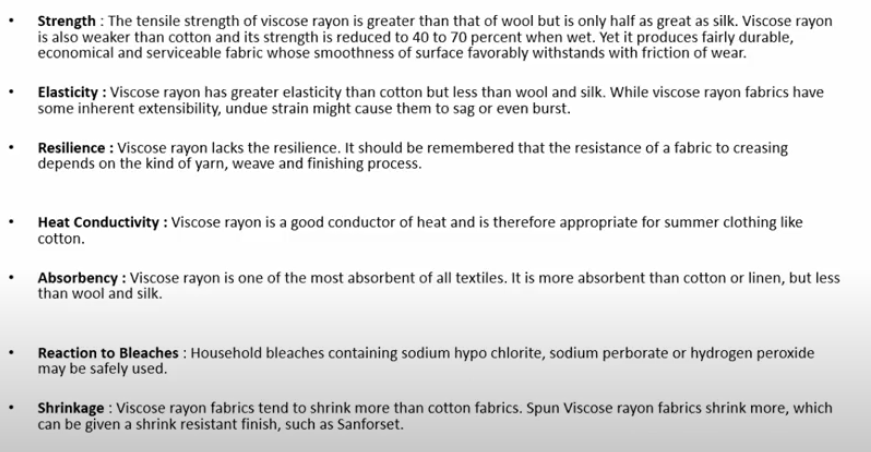 • Strength : The tensile strength of viscose rayon is greater than that of wool but is only half as great as silk. Viscose rayon
is also weaker than cotton and its strength is reduced to 40 to 70 percent when wet. Yet it produces fairly durable,
economical and serviceable fabric whose smoothness of surface favorably withstands with friction of wear.
• Elasticity : Viscose rayon has greater elasticity than cotton but less than wool and silk. While viscose rayon fabrics have
some inherent extensibility, undue strain might cause them to sag or even burst.
• Resilience : Viscose rayon lacks the resilience. It should be remembered that the resistance of a fabric to creasing
depends on the kind of yarn, weave and finishing process.
• Heat Conductivity : Viscose rayon is a good conductor of heat and is therefore appropriate for summer clothing like
cotton.
• Absorbency : Viscose rayon is one of the most absorbent of all textiles. It is more absorbent than cotton or linen, but less
than wool and silk.
• Reaction to Bleaches : Household bleaches containing sodium hypo chlorite, sodium perborate or hydrogen peroxide
may be safely used.
• Shrinkage : Viscose rayon fabrics tend to shrink more than cotton fabrics. Spun Viscose rayon fabrics shrink more, which
can be given a shrink resistant finish, such as Sanforset.